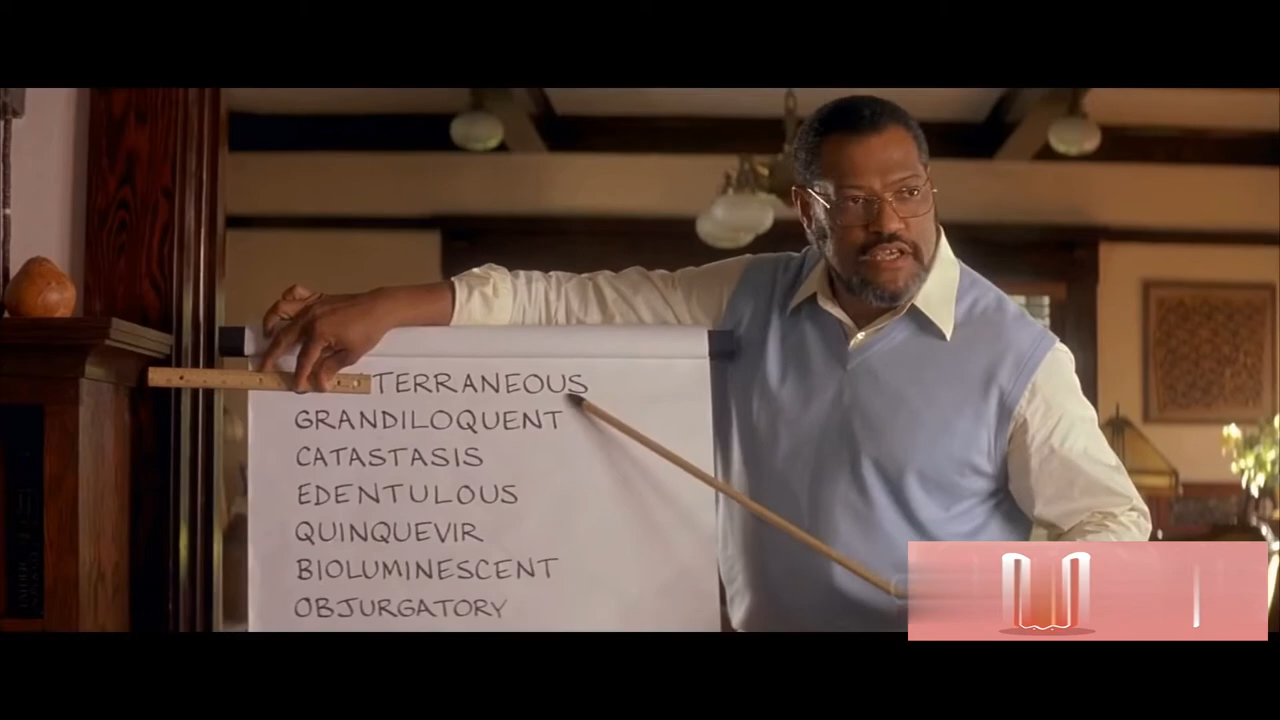 TERRANEOUS
GRANDILOQUENT
CATASTASIS
EDENTULOUS
QUINQUEVIR
BIOLUMINESCENT
OBJURGATORY